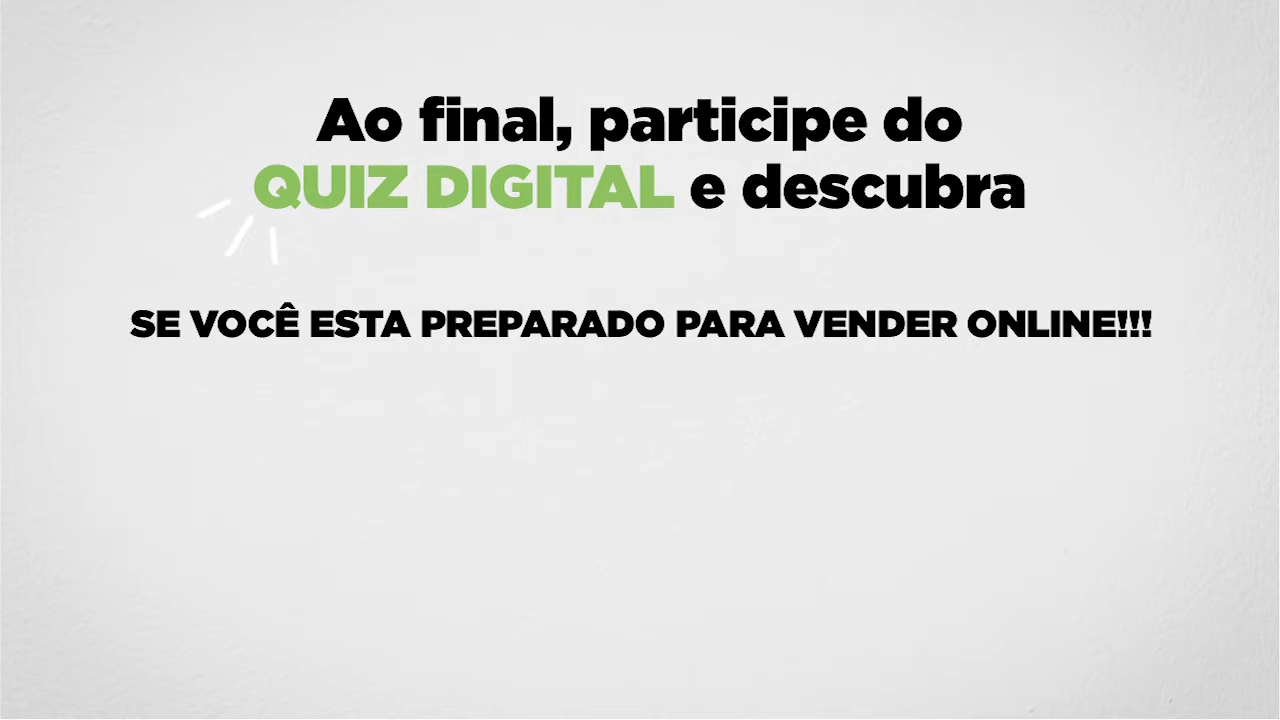 Ao final, participe do
QUIZ DIGITAL e descubra
SE VOCÊ ESTA PREPARADO PARA VENDER ONLINE!!!